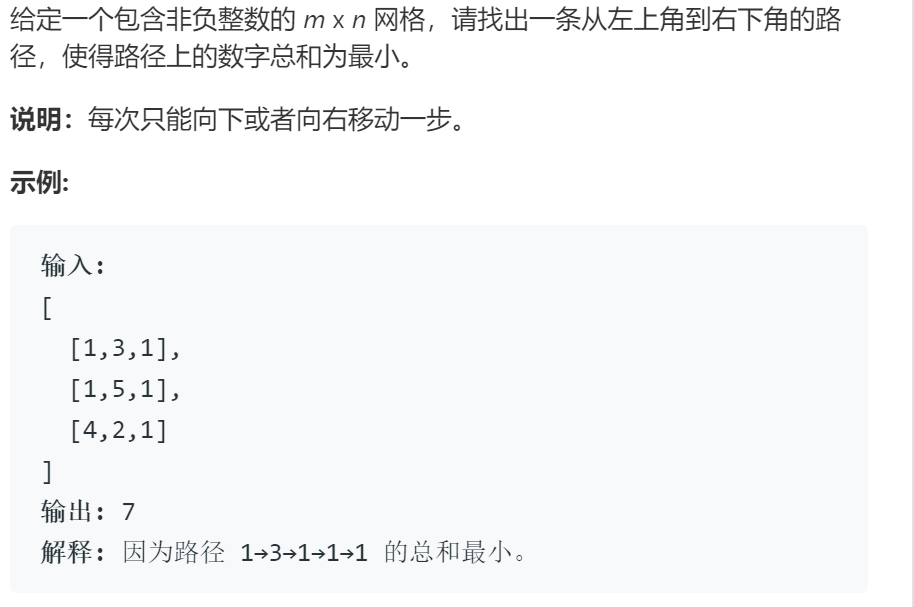 给定一个包含非负整数的 m x n 网格，请找出一条从左上角到右下角的路
径，使得路径上的数字总和为最小。
说明：每次只能向下或者向右移动一步。
示例:
输入:
[
[1,3,1],
[1,5,1],
[4,2,1]
]
输出: 7
解释: 因为路径 1→3→1→1→1 的总和最小。